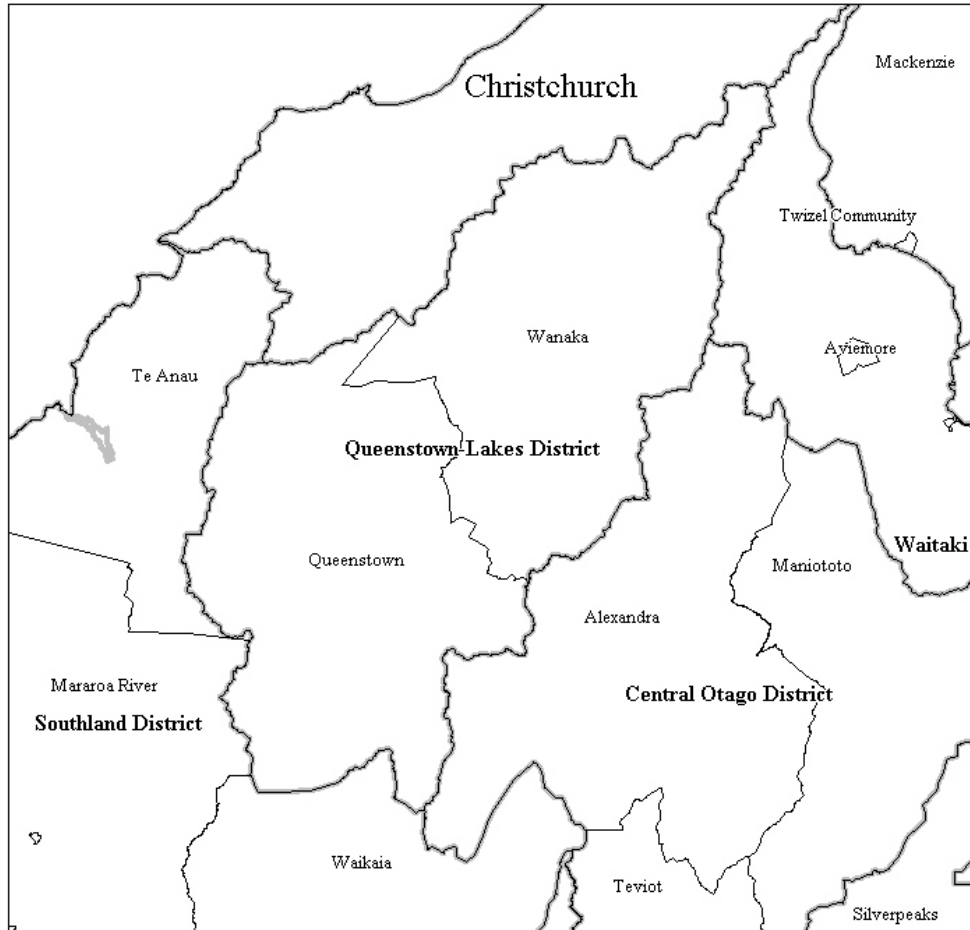 Mackenzie
Christchurch
Twizel Community
Wanaka
Aviemore
Te Anau
Queenstown-Lakes District
Waitaki
Queenstown
Maniototo
Alexandra
Mararoa River
Central Otago District
Southland District
Waikaia
Teviot
Silverpeaks